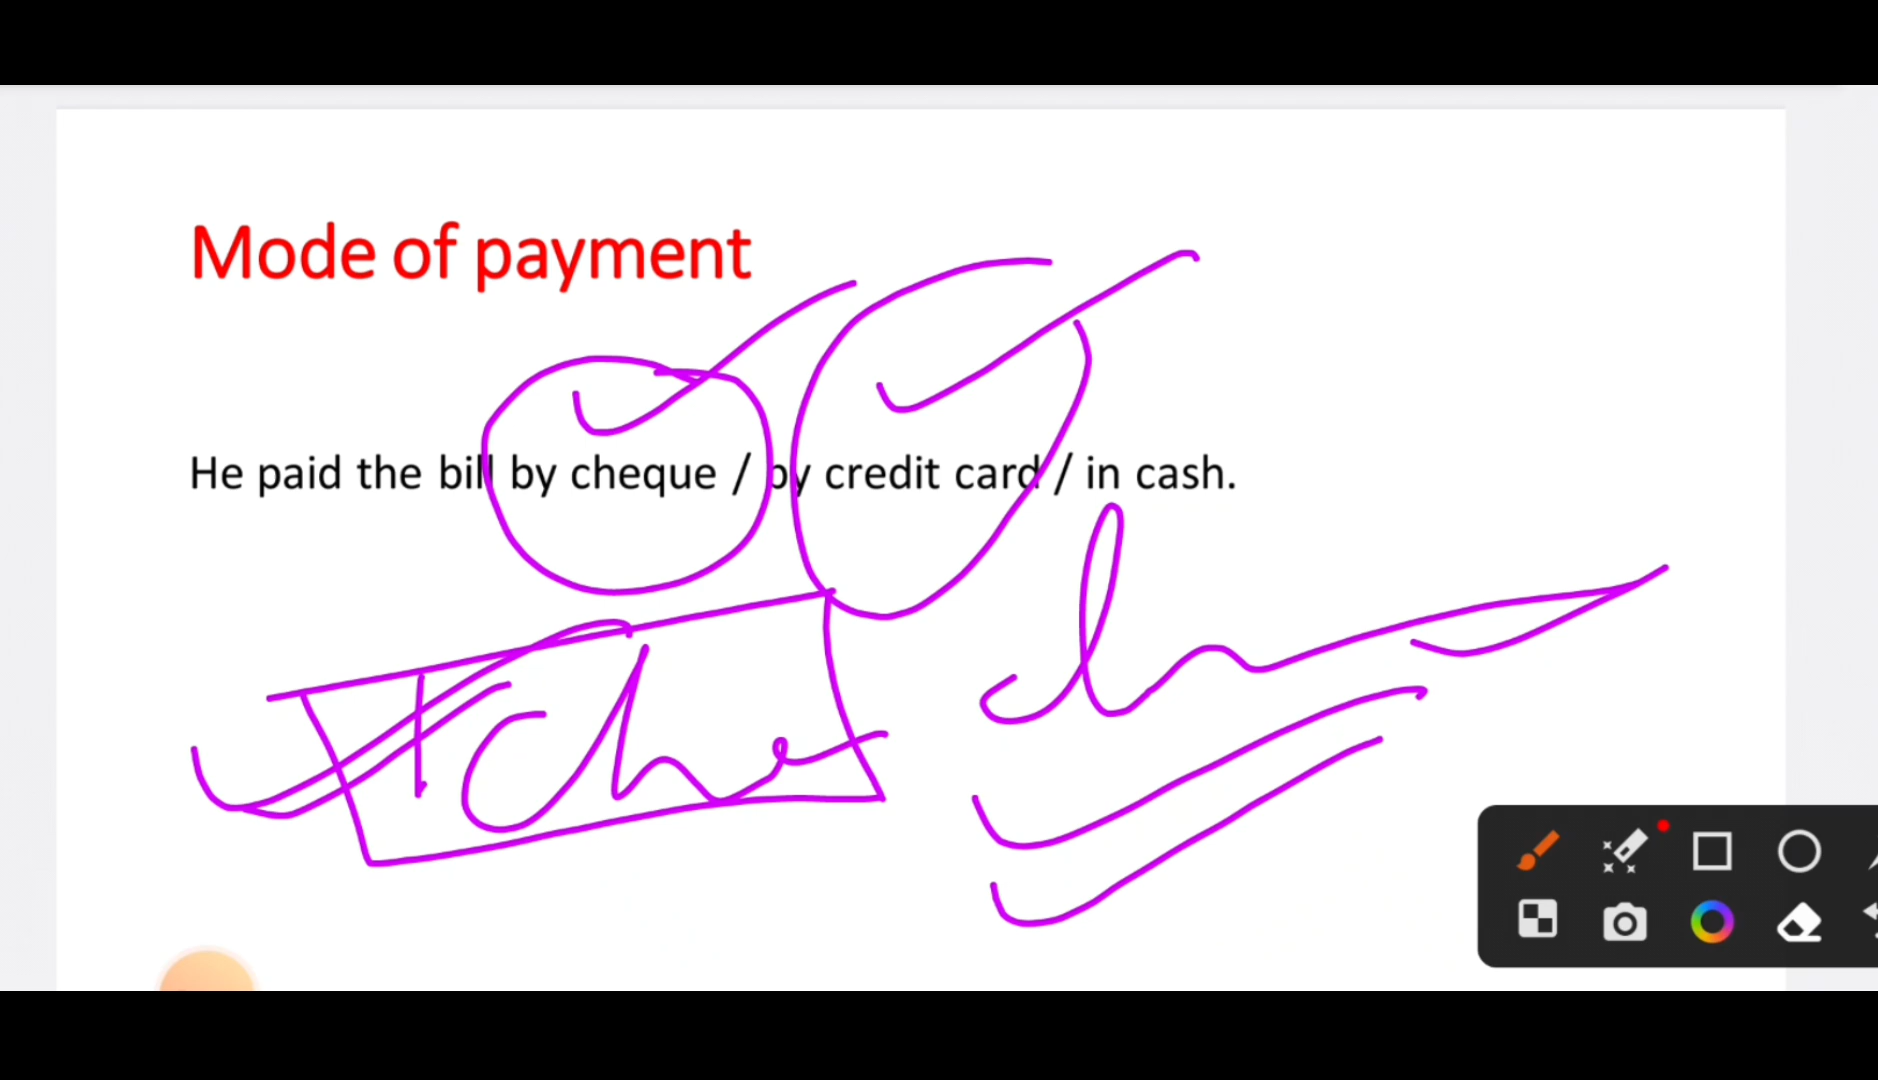 Mode of payment
He paid the bill by cheque / by credit card / in cash.